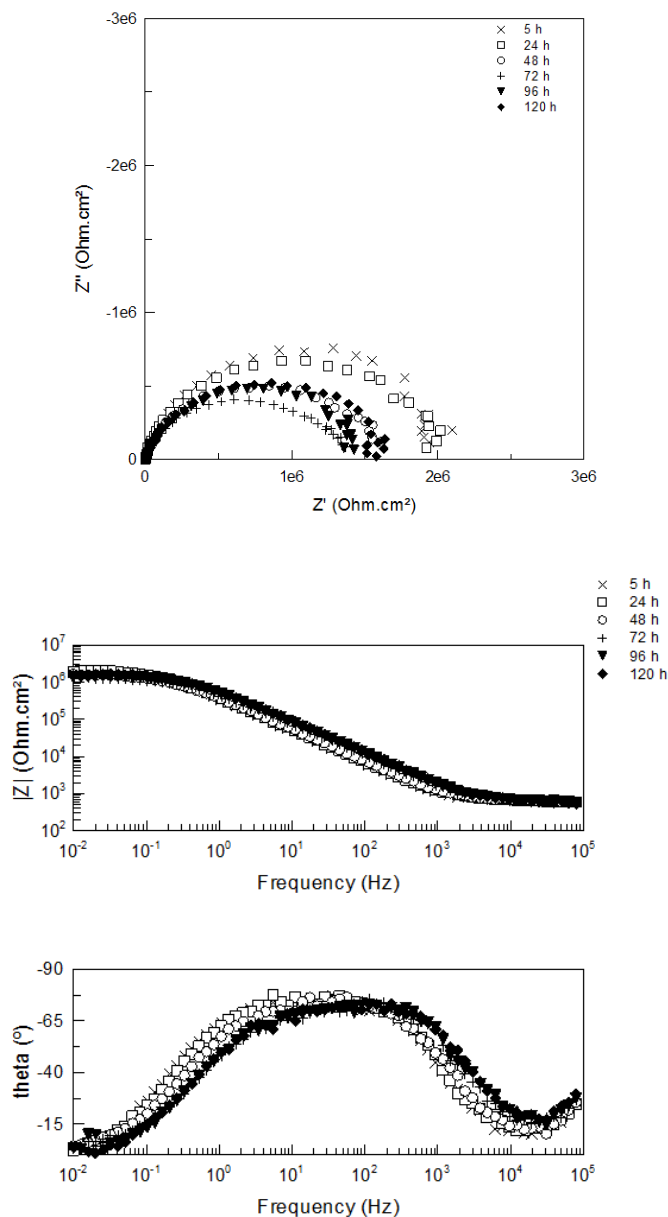 -3e6
× 5 h
□ 24 h
○ 48 h
+ 72 h
▼ 96 h
◆ 120 h
-2e6
Z'' (Ohm.cm²)
-1e6
0
0 1e6 2e6 3e6
Z' (Ohm.cm²)
× 5 h
□ 24 h
○ 48 h
+ 72 h
▼ 96 h
◆ 120 h
|Z| (Ohm.cm²)
10⁷
10⁶
10⁵
10⁴
10³
10²
10⁻² 10⁻¹ 10⁰ 10¹ 10² 10³ 10⁴ 10⁵
Frequency (Hz)
theta (º)
-90
-65
-40
-15
10⁻² 10⁻¹ 10⁰ 10¹ 10² 10³ 10⁴ 10⁵
Frequency (Hz)